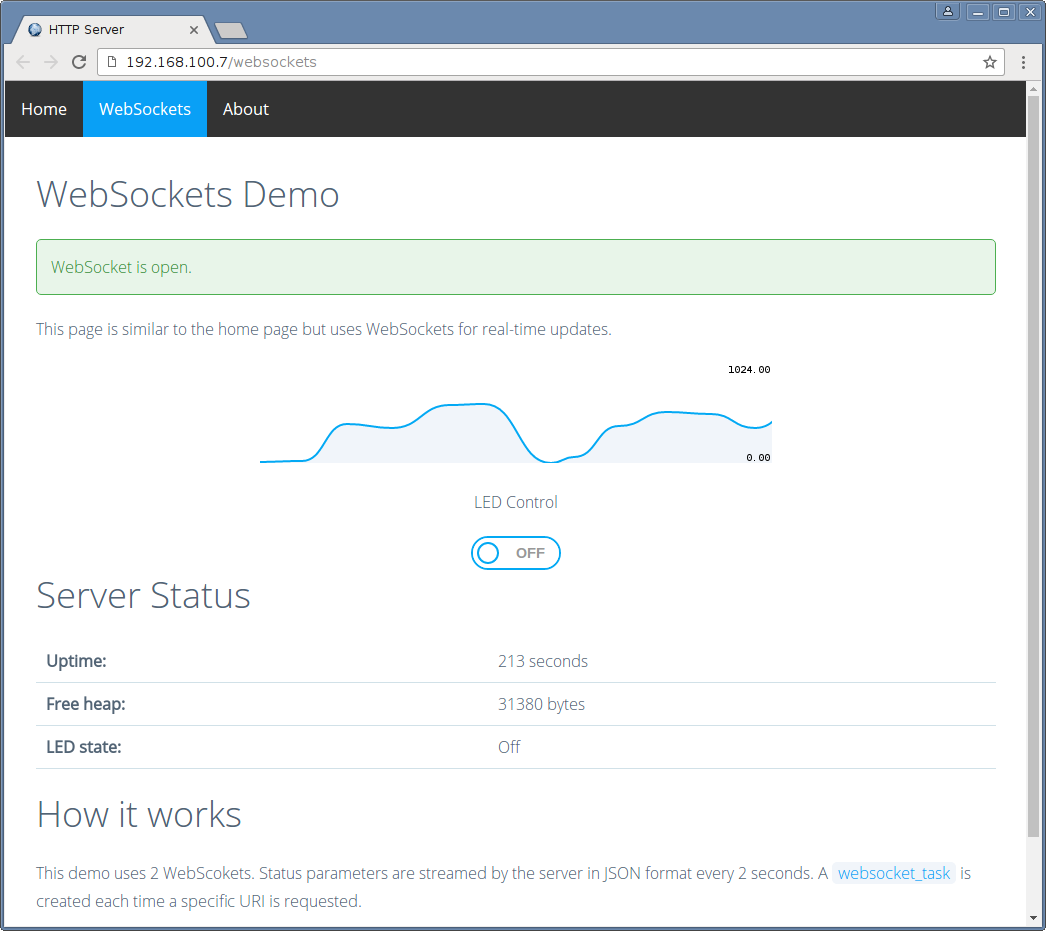 HTTP Server
192.168.100.7/websockets
Home WebSockets About
WebSockets Demo
WebSocket is open.
This page is similar to the home page but uses WebSockets for real-time updates.
1024.00
0.00
LED Control
OFF
Server Status
Uptime: 213 seconds
Free heap: 31380 bytes
LED state: Off
How it works
This demo uses 2 WebScokets. Status parameters are streamed by the server in JSON format every 2 seconds. A websocket_task is
created each time a specific URI is requested.